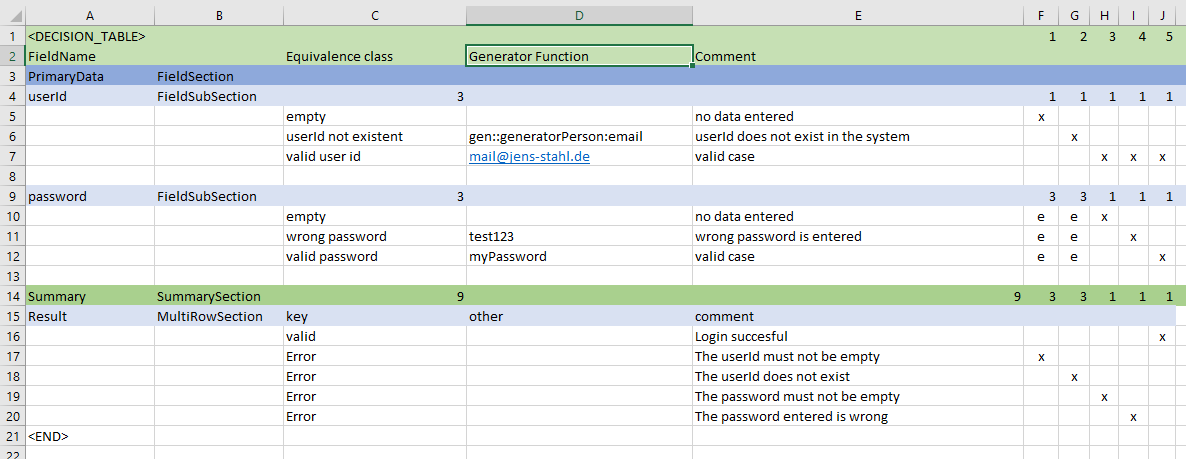 A B C D E F G H I J
1 <DECISION_TABLE> 1 2 3 4 5
2 FieldName Equivalence class Generator Function Comment
3 PrimaryData FieldSection
4 userId FieldSubSection 3 1 1 1 1 1
5 empty no data entered x
6 userId not existent gen::generatorPerson:email userId does not exist in the system x
7 valid user id mail@jens-stahl.de valid case x x x
8
9 password FieldSubSection 3 3 3 1 1 1
10 empty no data entered e e x
11 wrong password test123 wrong password is entered e e x
12 valid password myPassword valid case e e x
13
14 Summary SummarySection 9 9 3 3 1 1 1
15 Result MultiRowSection key other comment
16 valid Login succesful x
17 Error The userId must not be empty x
18 Error The userId does not exist x
19 Error The password must not be empty x
20 Error The password entered is wrong x
21 <END>
22